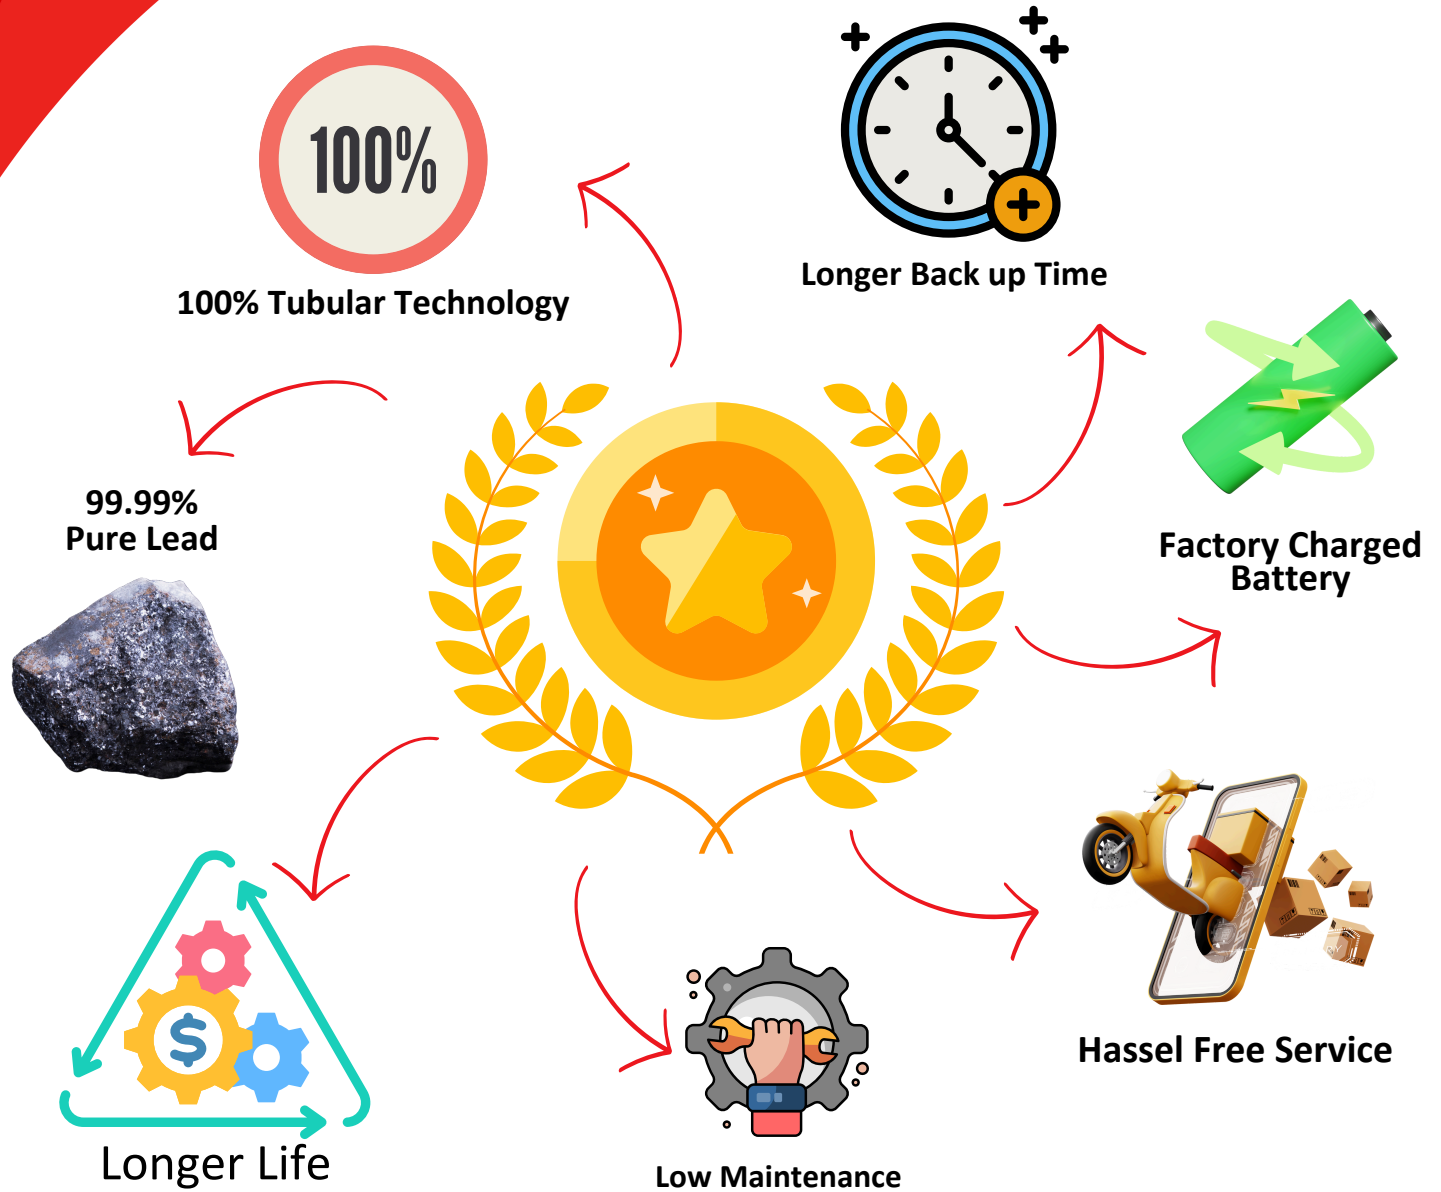 100%
100% Tubular Technology
Longer Back up Time
99.99%
Pure Lead
Factory Charged
Battery
$
Hassel Free Service
Longer Life
Low Maintenance